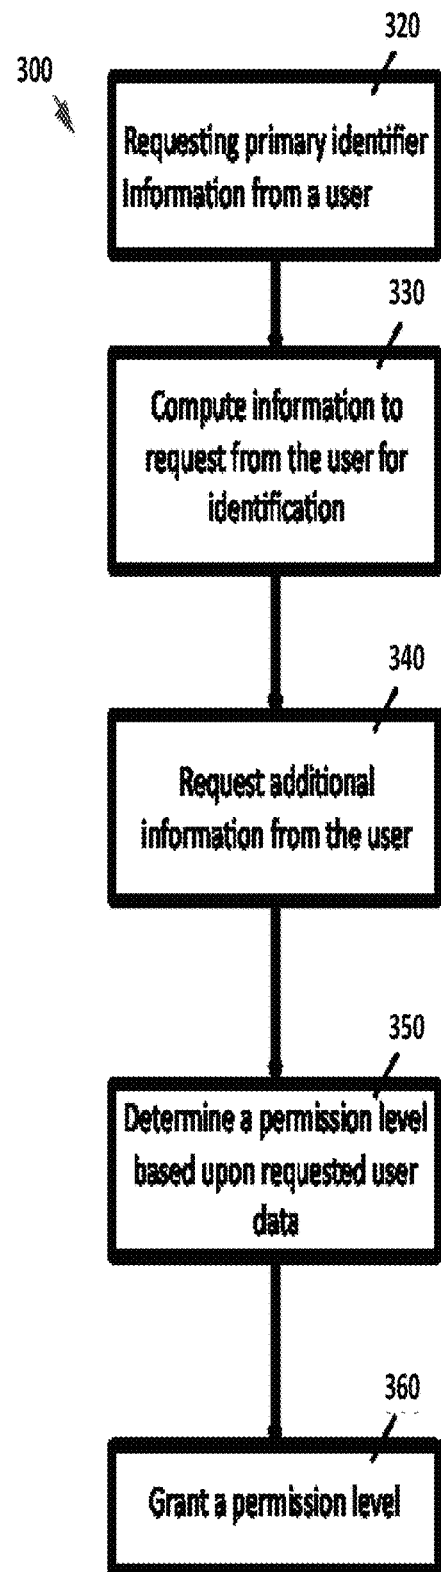 320
300
Requesting primary identifier
Information from a user
330
Compute information to
request from the user for
identification
340
Request additional
information from the user
350
Determine a permission level
based upon requested user
data
360
Grant a permission level